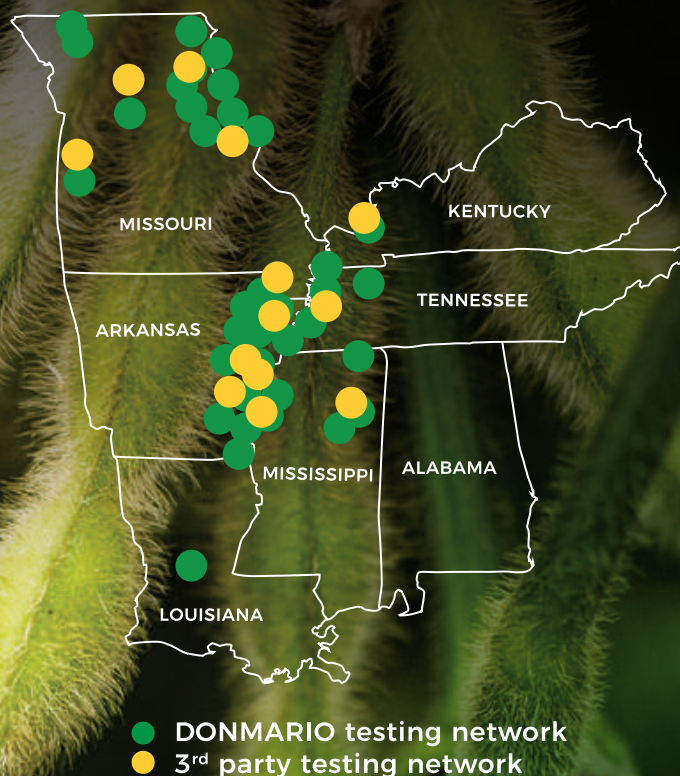 MISSOURI
KENTUCKY
TENNESSEE
ARKANSAS
MISSISSIPPI
ALABAMA
LOUISIANA
DONMARIO testing network
3rd party testing network